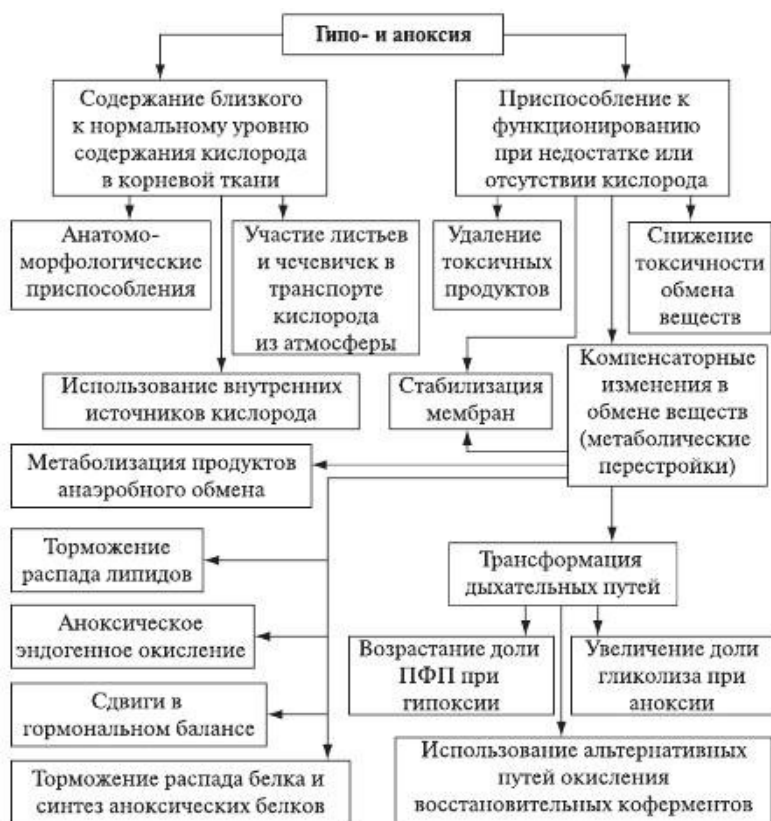 Гипо- и аноксия
Содержание близкого
к нормальному уровню
содержания кислорода
в корневой ткани
Приспособление к
функционированию
при недостатке или
отсутствии кислорода
Анатомо-
морфологические
приспособления
Участие листьев
и чечевичек в
транспорте
кислорода
из атмосферы
Удаление
токсичных
продуктов
Снижение
токсичности
обмена
веществ
Использование внутренних
источников кислорода
Стабилизация
мембран
Компенсаторные
изменения в
обмене веществ
(метаболические
перестройки)
Метаболизация продуктов
анаэробного обмена
Торможение
распада липидов
Трансформация
дыхательных путей
Аноксическое
эндогенное окисление
Возрастание доли
ПФП при
гипоксии
Увеличение доли
гликолиза при
аноксии
Сдвиги в
гормональном балансе
Торможение распада белка и
синтез аноксических белков
Использование альтернативных
путей окисления
восстановительных коферментов